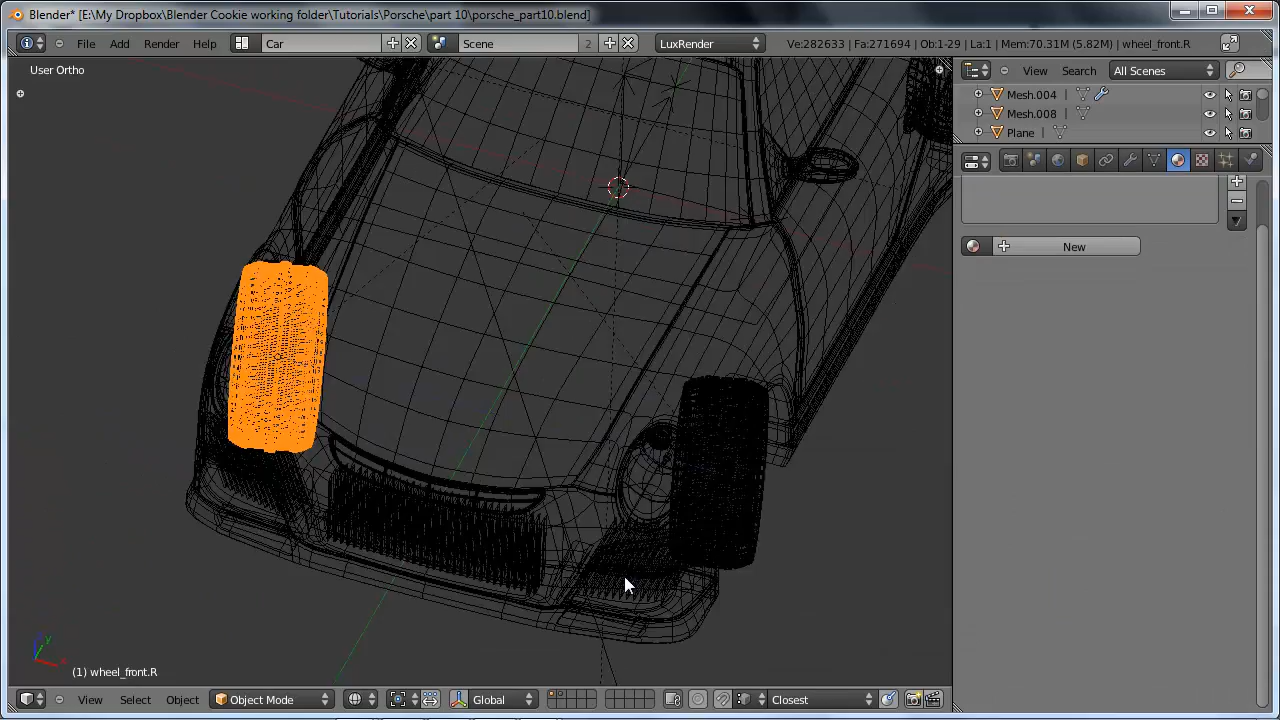 Blender* [E:\My Dropbox\Blender Cookie working folder\Tutorials\Porsche\part 10\porsche_part10.blend]
File Add Render Help Car Scene 2 LuxRender Ve:282633 | Fa:271694 | Ob:1-29 | La:1 | Mem:70.31M (5.82M) | wheel_front.R
User Ortho
View Search All Scenes
Mesh.004
Mesh.008
Plane
New
y
x
(1) wheel_front.R
View Select Object Object Mode Global Closest